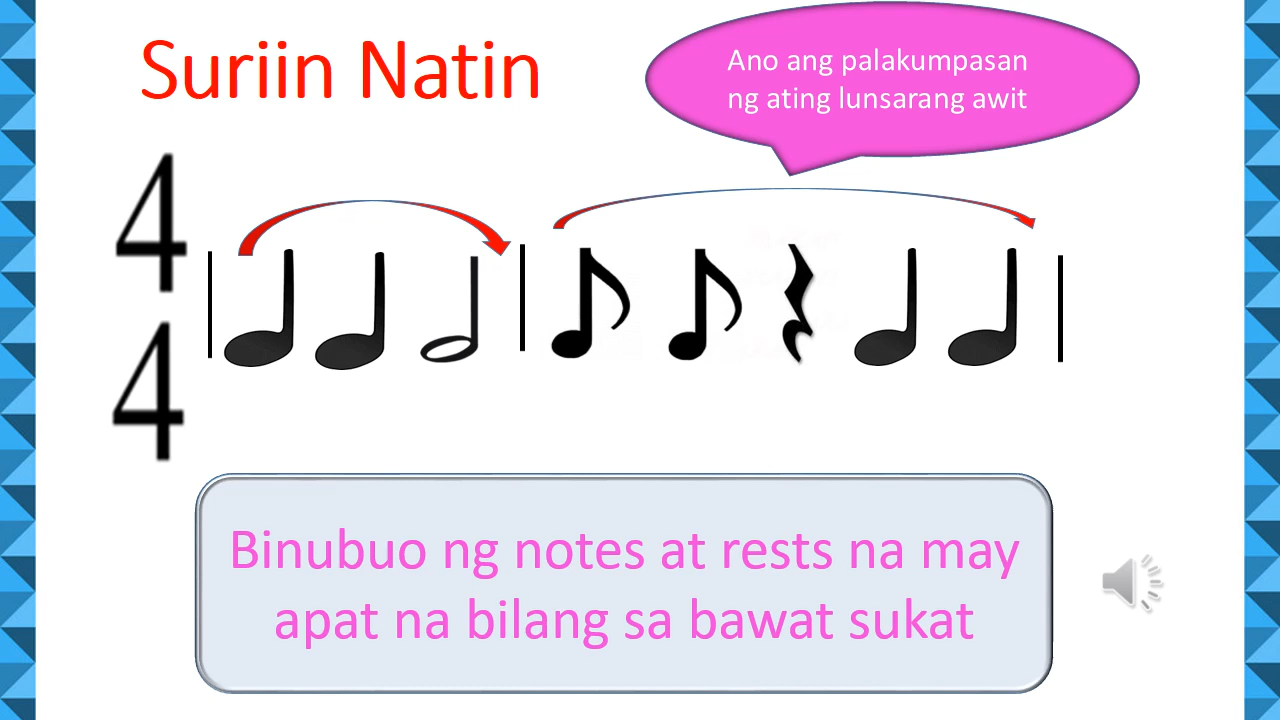 Suriin Natin
Ano ang palakumpasan
ng ating lunsarang awit
4
4
Binubuo ng notes at rests na may
apat na bilang sa bawat sukat